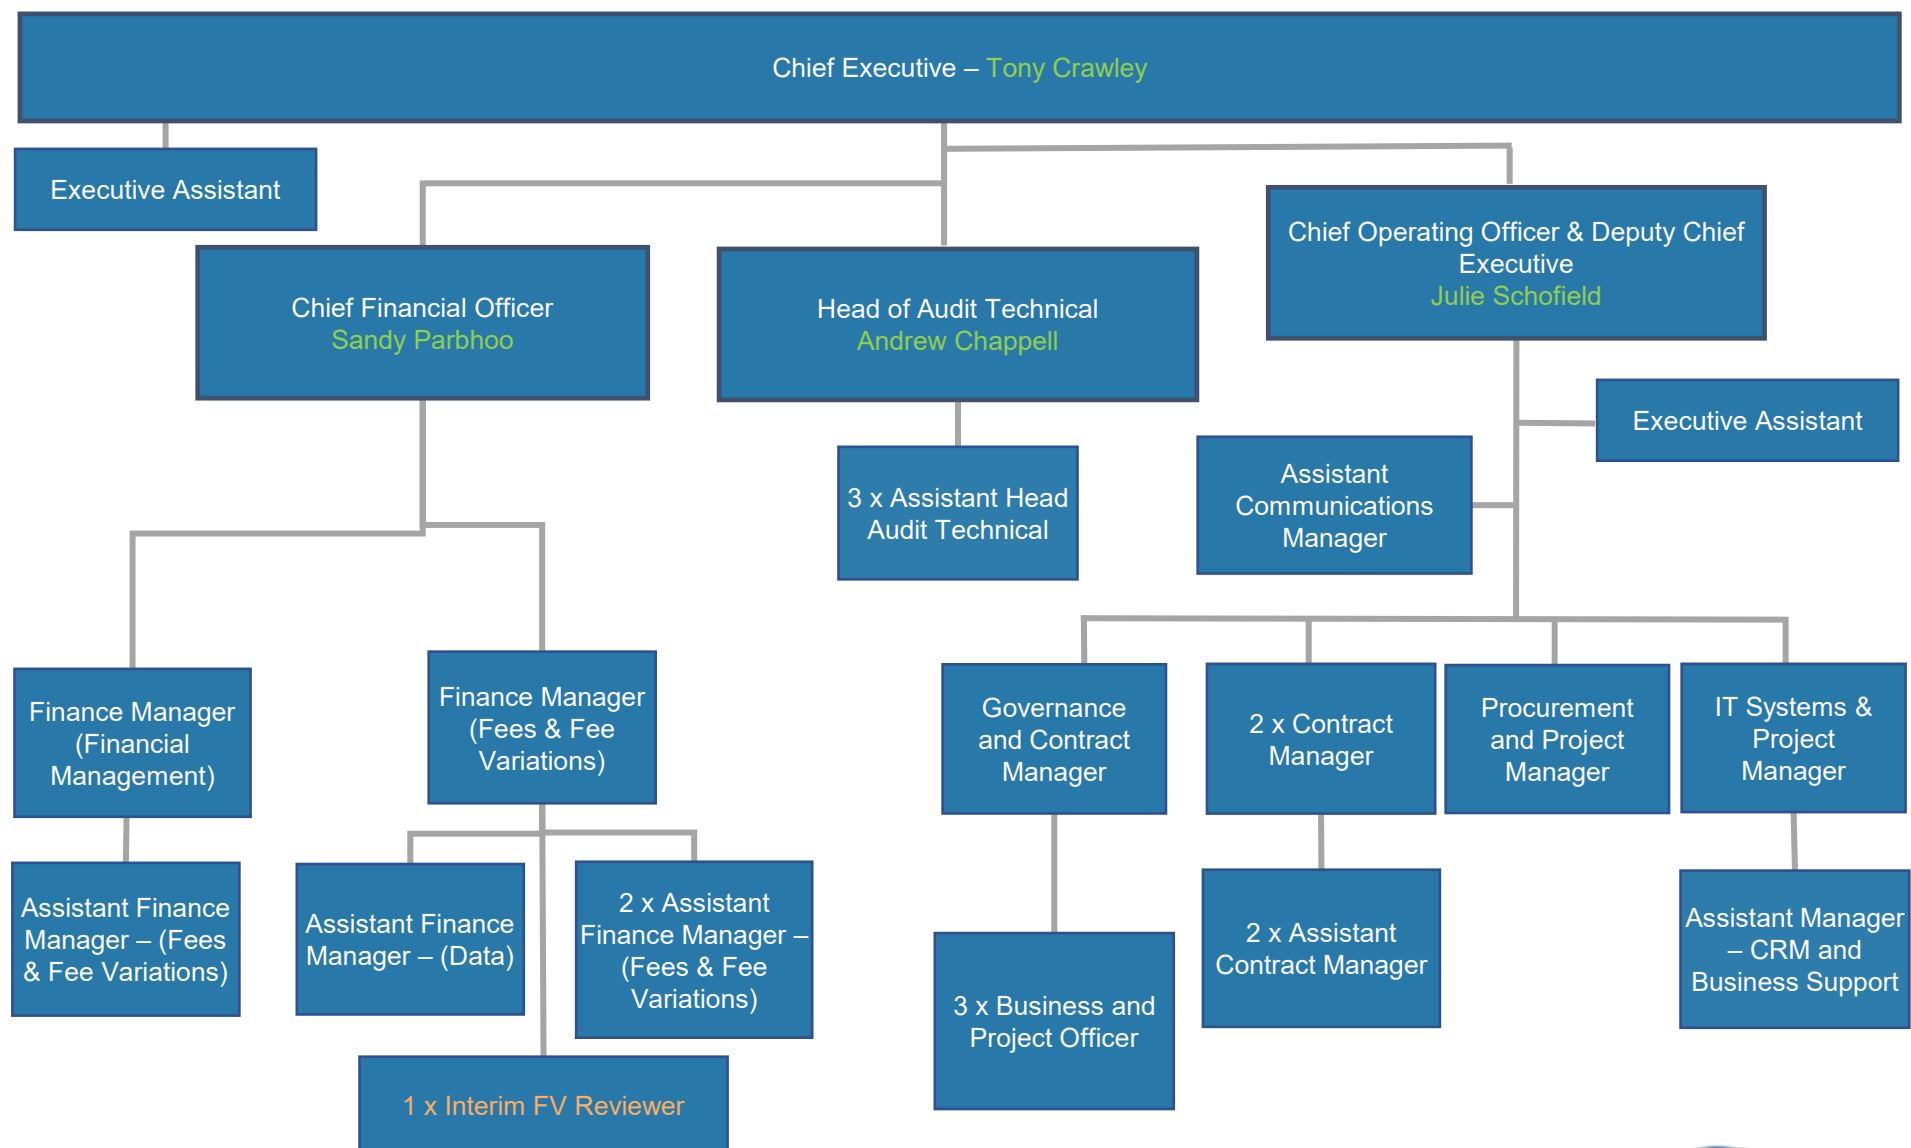 Chief Executive – Tony Crawley
Executive Assistant
Chief Operating Officer & Deputy Chief
Executive
Julie Schofield
Chief Financial Officer
Sandy Parbhoo
Head of Audit Technical
Andrew Chappell
Executive Assistant
Assistant
Communications
Manager
3 x Assistant Head
Audit Technical
Finance Manager
(Financial
Management)
Finance Manager
(Fees & Fee
Variations)
Governance
and Contract
Manager
2 x Contract
Manager
Procurement
and Project
Manager
IT Systems &
Project
Manager
Assistant Finance
Manager – (Fees
& Fee Variations)
Assistant Finance
Manager – (Data)
2 x Assistant
Finance Manager –
(Fees & Fee
Variations)
3 x Business and
Project Officer
2 x Assistant
Contract Manager
Assistant Manager
– CRM and
Business Support
1 x Interim FV Reviewer